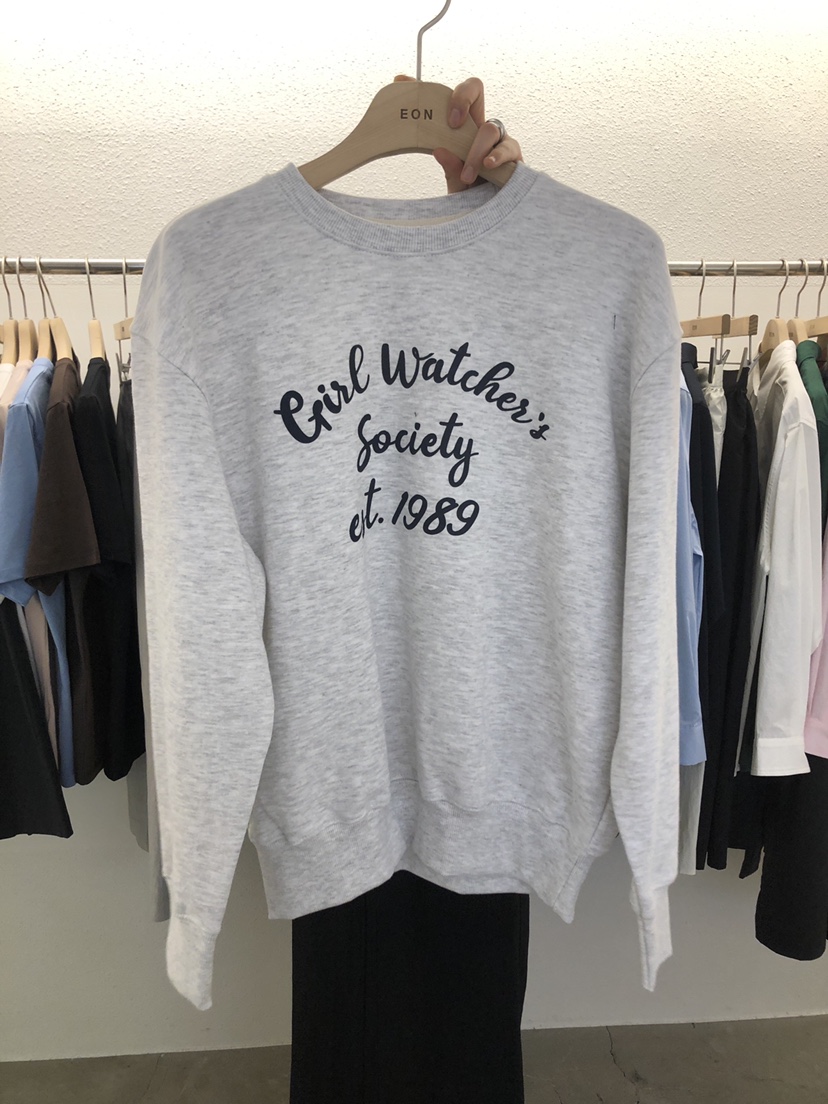 EON
Girl Watcher's
Society
est. 1989